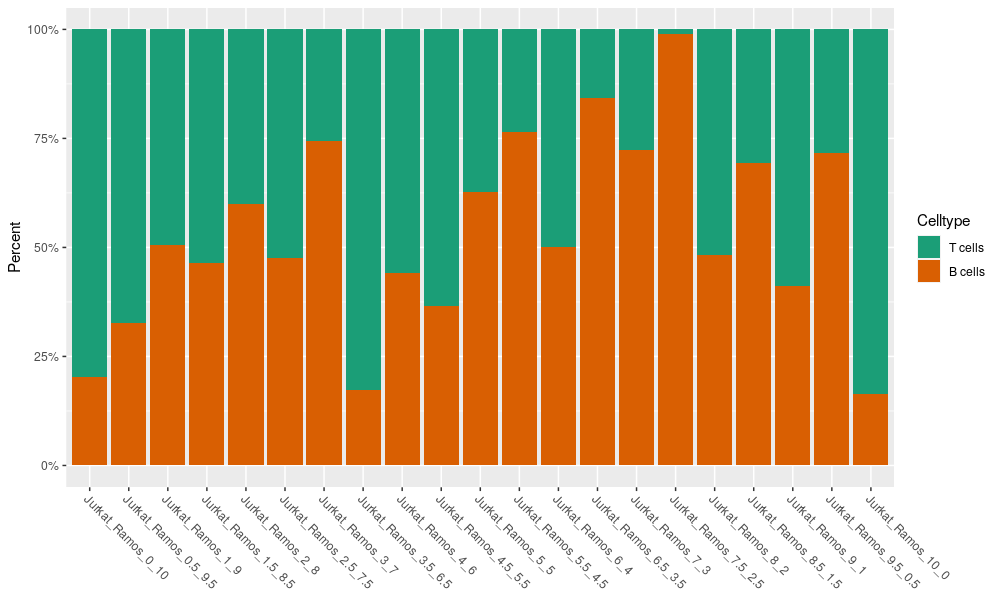 100%
75%
50%
25%
0%
Percent
Jurkat_Ramos_0_10
Jurkat_Ramos_0.5_9.5
Jurkat_Ramos_1_9
Jurkat_Ramos_1.5_8.5
Jurkat_Ramos_2_8
Jurkat_Ramos_2.5_7.5
Jurkat_Ramos_3_7
Jurkat_Ramos_3.5_6.5
Jurkat_Ramos_4_6
Jurkat_Ramos_4.5_5.5
Jurkat_Ramos_5_5
Jurkat_Ramos_5.5_4.5
Jurkat_Ramos_6_4
Jurkat_Ramos_6.5_3.5
Jurkat_Ramos_7_3
Jurkat_Ramos_7.5_2.5
Jurkat_Ramos_8_2
Jurkat_Ramos_8.5_1.5
Jurkat_Ramos_9_1
Jurkat_Ramos_9.5_0.5
Jurkat_Ramos_10_0
Celltype
T cells
B cells